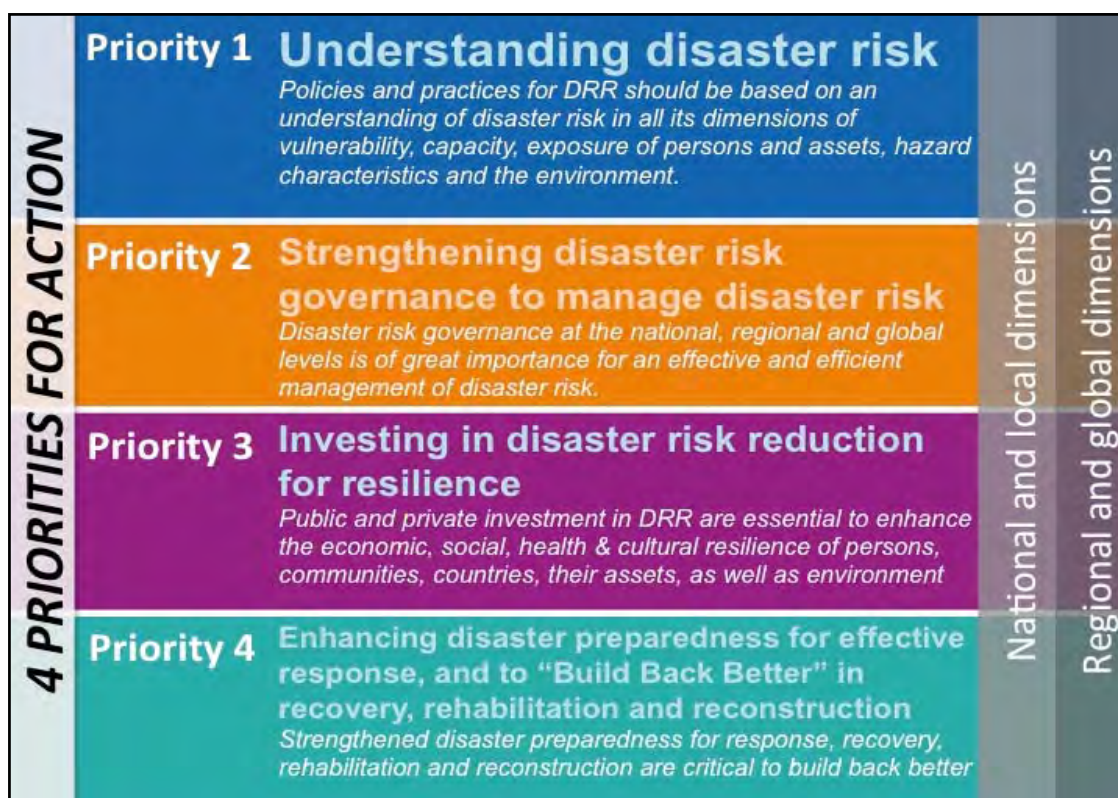 4 PRIORITIES FOR ACTION
Priority 1
Understanding disaster risk
Policies and practices for DRR should be based on an
understanding of disaster risk in all its dimensions of
vulnerability, capacity, exposure of persons and assets, hazard
characteristics and the environment.
Priority 2
Strengthening disaster risk
governance to manage disaster risk
Disaster risk governance at the national, regional and global
levels is of great importance for an effective and efficient
management of disaster risk.
Priority 3
Investing in disaster risk reduction
for resilience
Public and private investment in DRR are essential to enhance
the economic, social, health & cultural resilience of persons,
communities, countries, their assets, as well as environment
Priority 4
Enhancing disaster preparedness for effective
response, and to “Build Back Better” in
recovery, rehabilitation and reconstruction
Strengthened disaster preparedness for response, recovery,
rehabilitation and reconstruction are critical to build back better
National and local dimensions
Regional and global dimensions